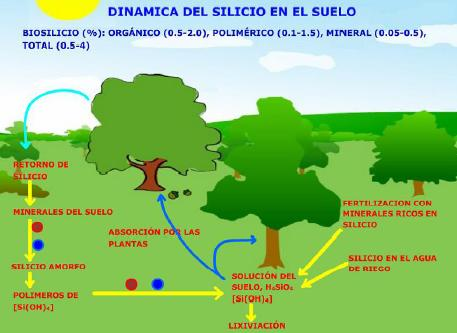 DINAMICA DEL SILICIO EN EL SUELO
BIOSILICIO (%): ORGÁNICO (0.5-2.0), POLIMÉRICO (0.1-1.5), MINERAL (0.05-0.5),
TOTAL (0.5-4)
RETORNO DE
SILICIO
MINERALES DEL SUELO
SILICIO AMORFO
POLIMEROS DE
[Si(OH)₄]
ABSORCIÓN POR LAS
PLANTAS
FERTILIZACION CON
MINERALES RICOS EN
SILICIO
SILICIO EN EL AGUA
DE RIEGO
SOLUCIÓN DEL
SUELO, H₄SiO₄
[Si(OH)₄]
LIXIVIACIÓN